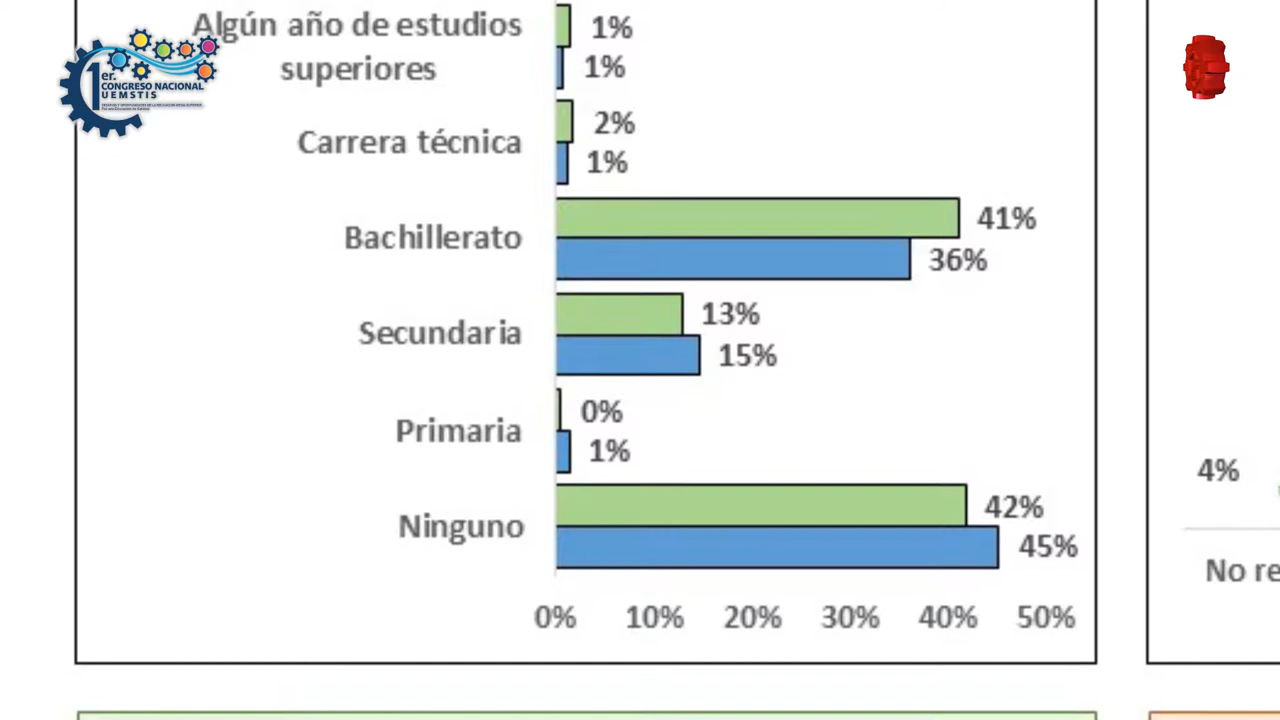 Algún año de estudios
superiores
1%
1%
1er.
CONGRESO NACIONAL
UEMSTIS
Carrera técnica
2%
1%
Bachillerato
41%
36%
Secundaria
13%
15%
Primaria
0%
1%
Ninguno
42%
45%
0% 10% 20% 30% 40% 50%
4%
No re